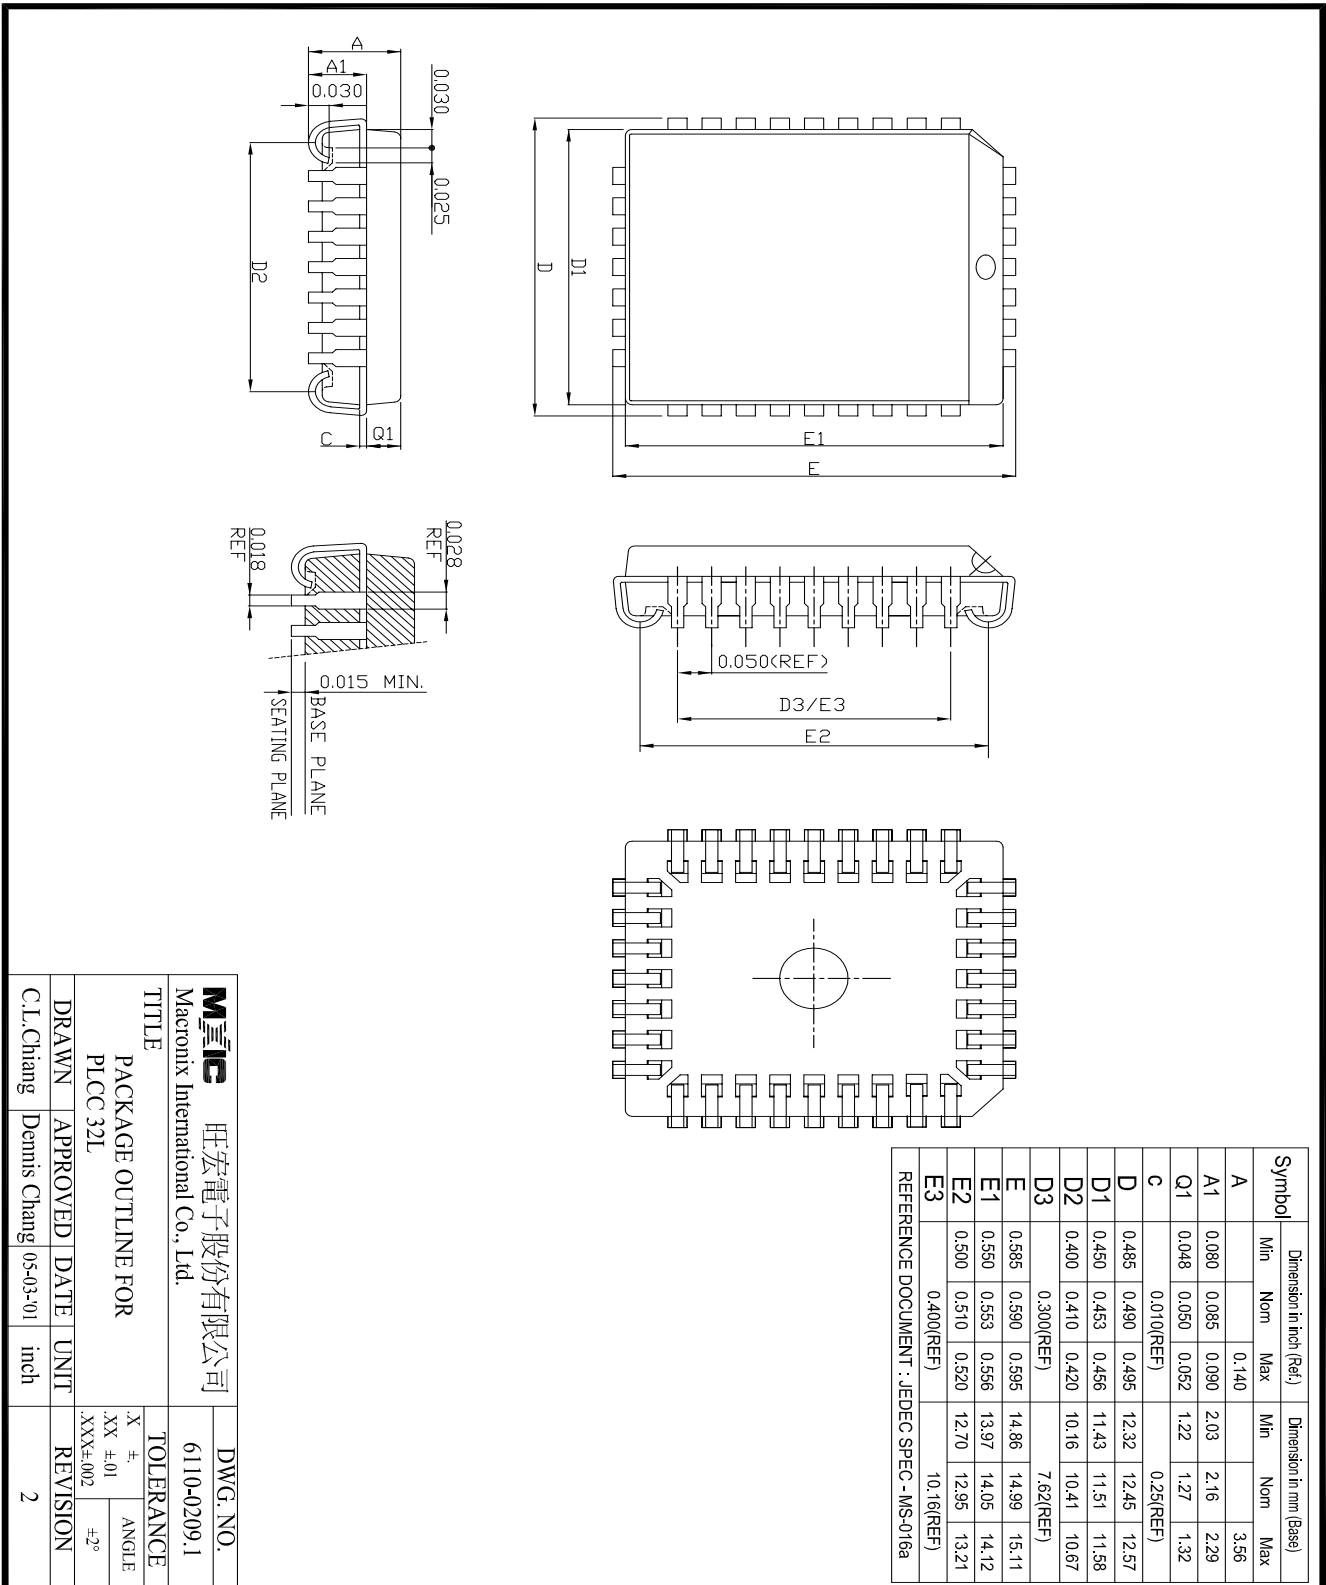 A
A1
0.030
0.030
0.025
D2
C
Q1
D
D1
E1
E
0.028
REF
0.018
REF
0.015 MIN.
BASE PLANE
SEATING PLANE
0.050(REF)
D3/E3
E2
Symbol Dimension in inch (Ref.) Dimension in mm (Base)
Min Nom Max Min Nom Max
A 0.140 3.56
A1 0.080 0.085 0.090 2.03 2.16 2.29
Q1 0.048 0.050 0.052 1.22 1.27 1.32
c 0.010(REF) 0.25(REF)
D 0.485 0.490 0.495 12.32 12.45 12.57
D1 0.450 0.453 0.456 11.43 11.51 11.58
D2 0.400 0.410 0.420 10.16 10.41 10.67
D3 0.300(REF) 7.62(REF)
E 0.585 0.590 0.595 14.86 14.99 15.11
E1 0.550 0.553 0.556 13.97 14.05 14.12
E2 0.500 0.510 0.520 12.70 12.95 13.21
E3 0.400(REF) 10.16(REF)
REFERENCE DOCUMENT : JEDEC SPEC - MS-016a
MXIC 旺宏電子股份有限公司
Macronix International Co., Ltd.
DWG. NO.
6110-0209.1
TITLE
PACKAGE OUTLINE FOR
PLCC 32L
TOLERANCE
.X ±.
.XX ±.01
.XXX±.002
ANGLE
±2°
DRAWN APPROVED DATE UNIT REVISION
C.L.Chiang Dennis Chang 05-03-'01 inch 2